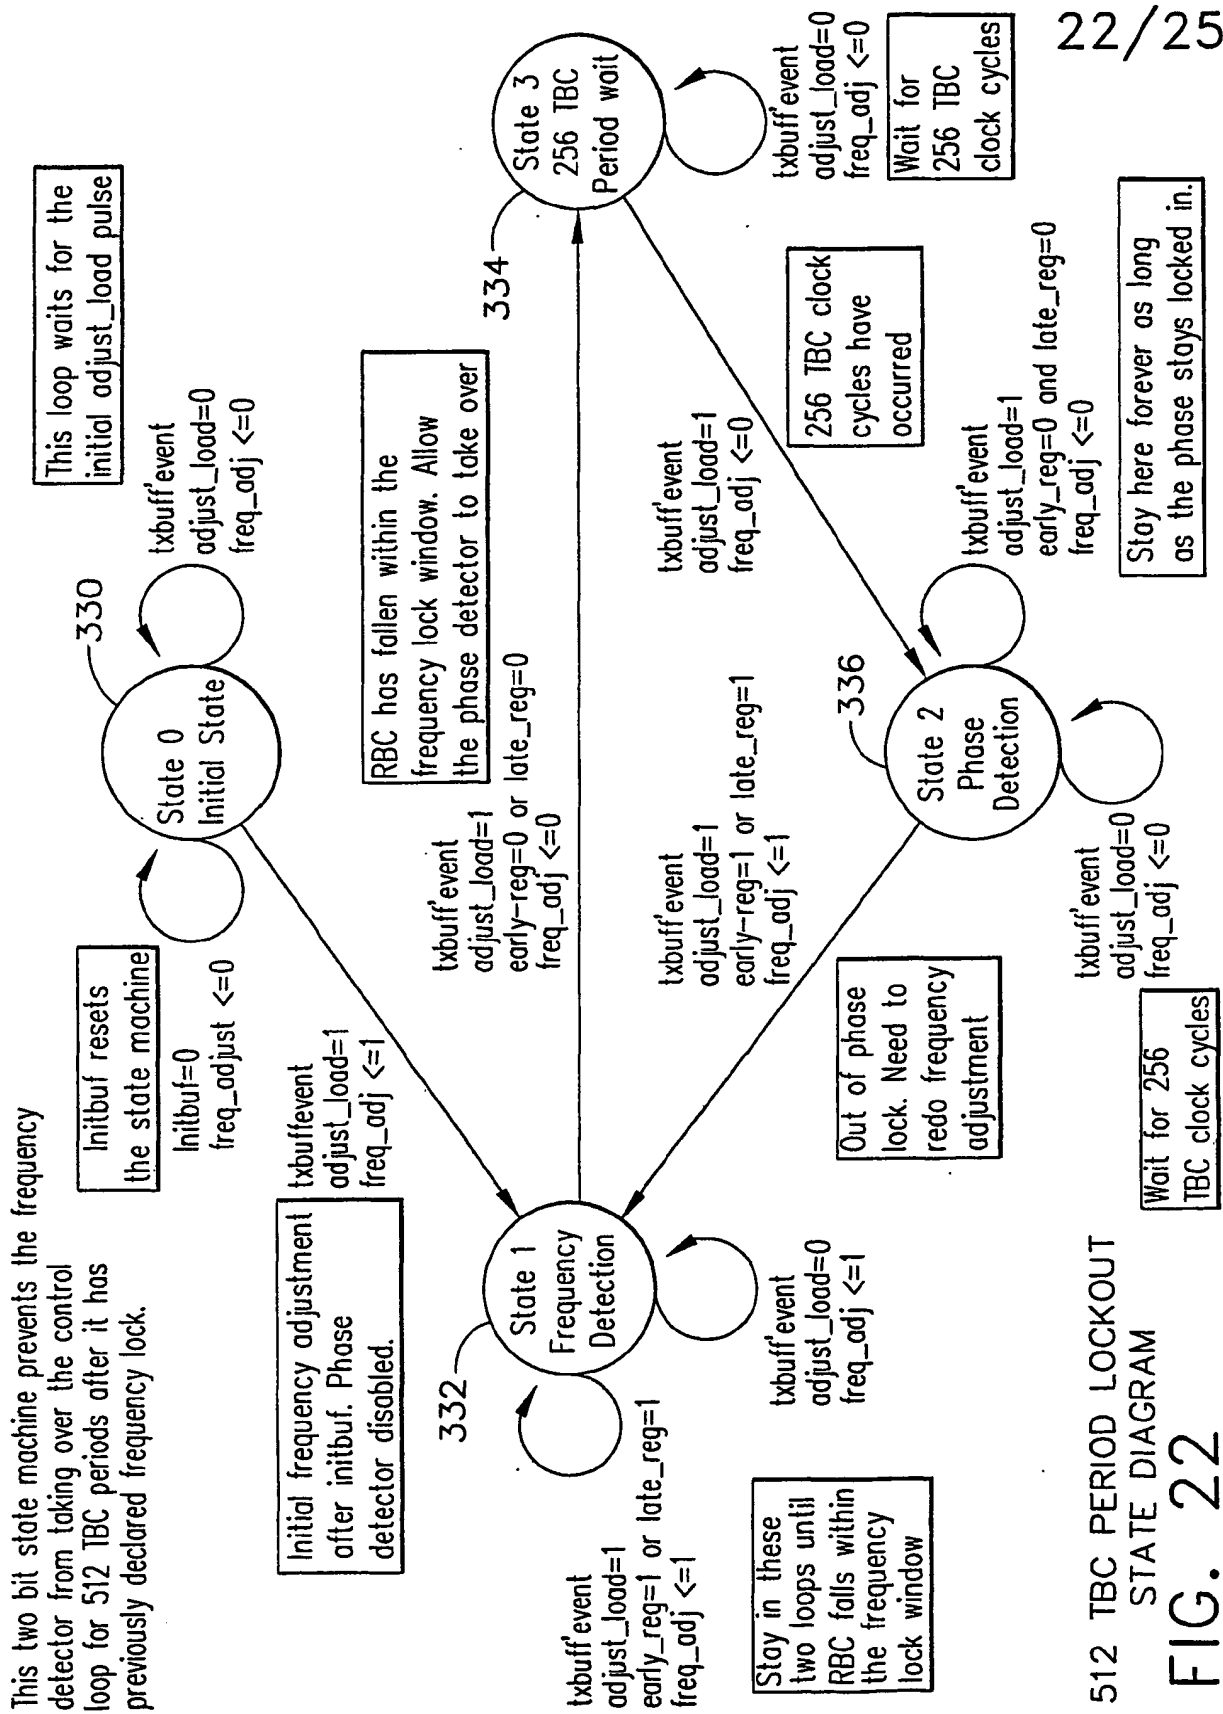 22/25
This two bit state machine prevents the frequency
detector from taking over the control
loop for 512 TBC periods after it has
previously declared frequency lock.
Initbuf resets
the state machine
Initbuf=0
freq_adjust <=0
State 0
Initial State
330
This loop waits for the
initial adjust_load pulse
txbuff'event
adjust_load=0
freq_adj <=0
Initial frequency adjustment
after initbuf. Phase
detector disabled.
txbuffevent
adjust_load=1
freq_adj <=1
RBC has fallen within the
frequency lock window. Allow
the phase detector to take over
txbuff'event
adjust_load=1
early-reg=0 or late_reg=0
freq_adj <=0
332
State 1
Frequency
Detection
334
State 3
256 TBC
Period wait
txbuff'event
adjust_load=1
early_reg=1 or late_reg=1
freq_adj <=1
txbuff'event
adjust_load=0
freq_adj <=1
Stay in these
two loops until
RBC falls within
the frequency
lock window
txbuff'event
adjust_load=1
early-reg=1 or late_reg=1
freq_adj <=1
Out of phase
lock. Need to
redo frequency
adjustment
txbuff'event
adjust_load=1
freq_adj <=0
256 TBC clock
cycles have
occurred
txbuff'event
adjust_load=0
freq_adj <=0
Wait for
256 TBC
clock cycles
336
State 2
Phase
Detection
txbuff'event
adjust_load=1
early_reg=0 and late_reg=0
freq_adj <=0
Stay here forever as long
as the phase stays locked in.
txbuff'event
adjust_load=0
freq_adj <=0
Wait for 256
TBC clock cycles
512 TBC PERIOD LOCKOUT
STATE DIAGRAM
FIG. 22